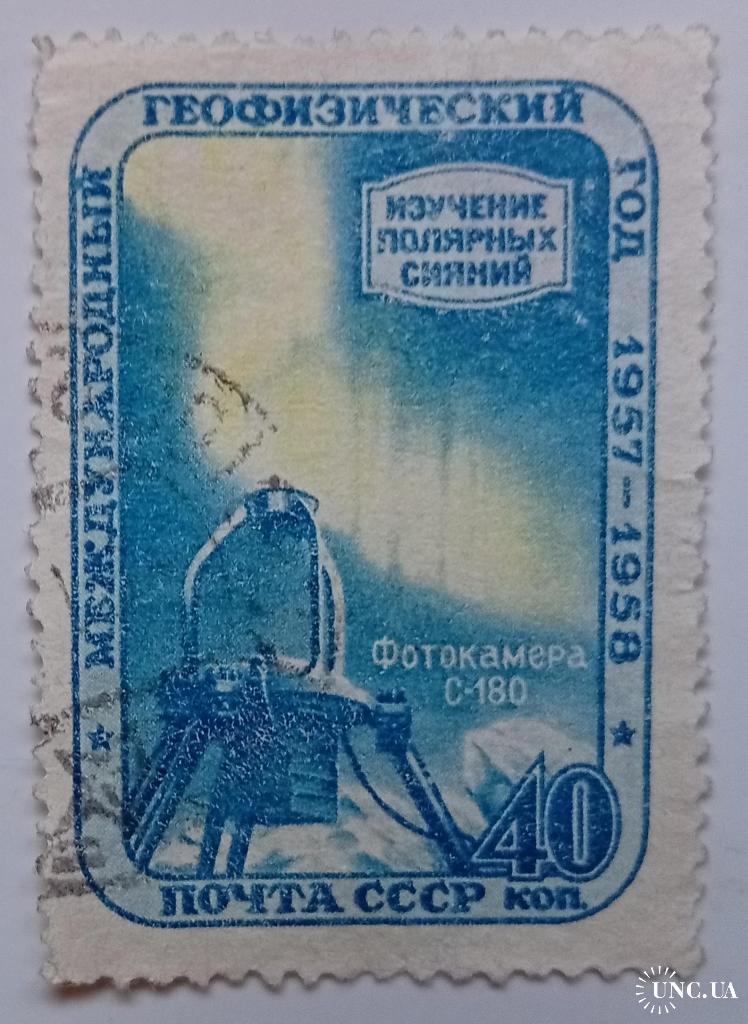 МЕЖДУНАРОДНЫЙ
ГЕОФИЗИЧЕСКИЙ
ГОД 1957-1958
ИЗУЧЕНИЕ
ПОЛЯРНЫХ
СИЯНИЙ
Фотокамера
С-180
40
ПОЧТА СССР коп.
UNC.UA